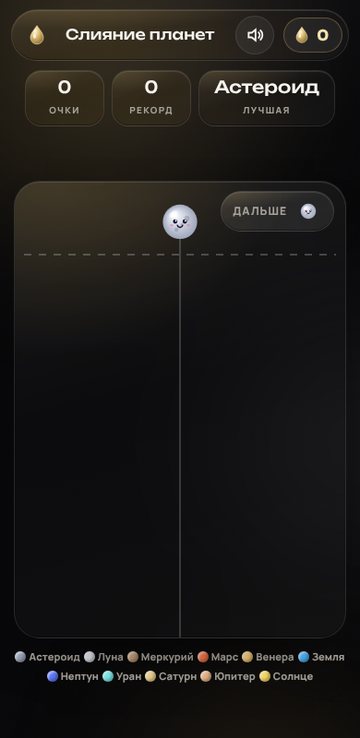 Слияние планет 0
0 0 Астероид
ОЧКИ РЕКОРД ЛУЧШАЯ
ДАЛЬШЕ
Астероид Луна Меркурий Марс Венера Земля
Нептун Уран Сатурн Юпитер Солнце